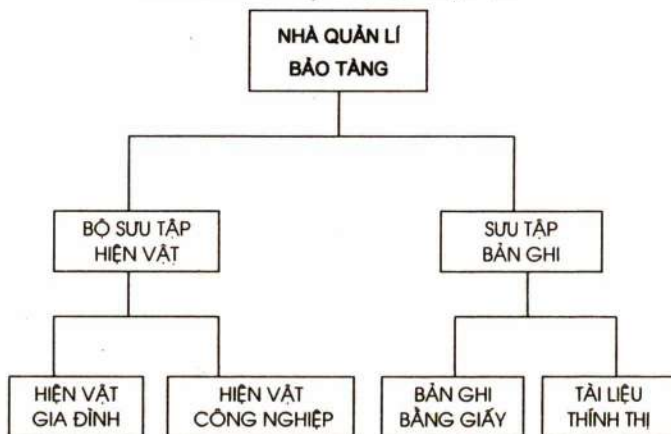 NHÀ QUẢN LÍ
BẢO TÀNG
BỘ SƯU TẬP
HIỆN VẬT
SƯU TẬP
BẢN GHI
HIỆN VẬT
GIA ĐÌNH
HIỆN VẬT
CÔNG NGHIỆP
BẢN GHI
BẰNG GIẤY
TÀI LIỆU
THÍNH THỊ